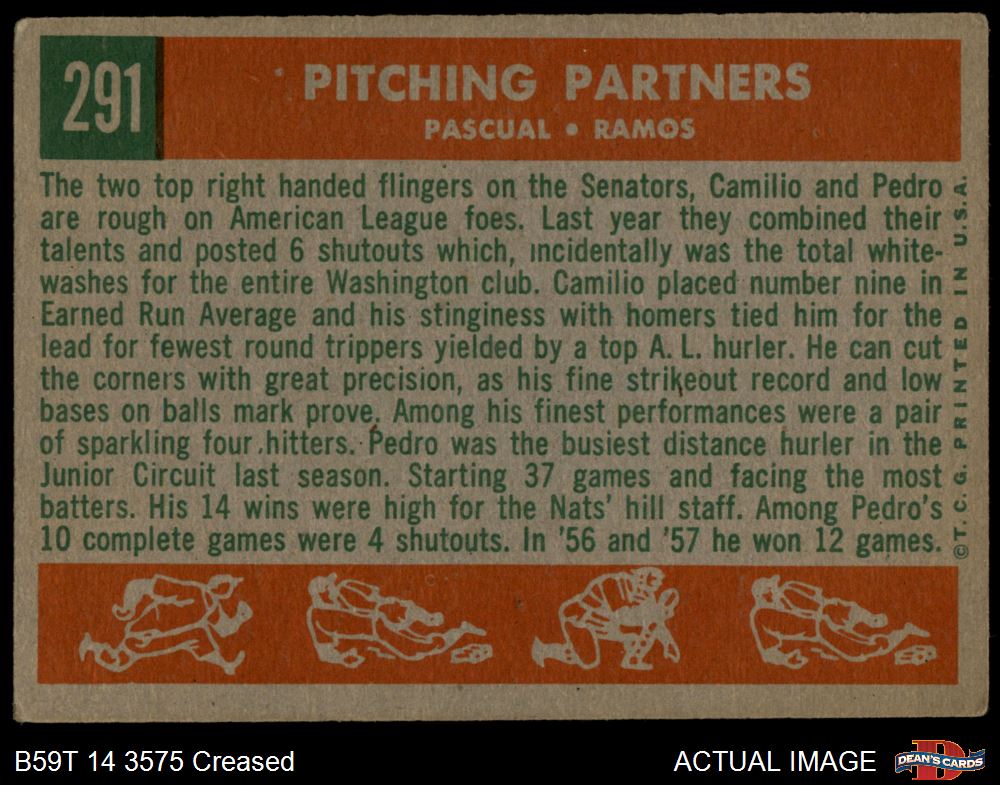 291
PITCHING PARTNERS
PASCUAL • RAMOS
The two top right handed flingers on the Senators, Camilio and Pedro
are rough on American League foes. Last year they combined their
talents and posted 6 shutouts which, incidentally was the total white-
washes for the entire Washington club. Camilio placed number nine in
Earned Run Average and his stinginess with homers tied him for the
lead for fewest round trippers yielded by a top A. L. hurler. He can cut
the corners with great precision, as his fine strikeout record and low
bases on balls mark prove. Among his finest performances were a pair
of sparkling four hitters. Pedro was the busiest distance hurler in the
Junior Circuit last season. Starting 37 games and facing the most
batters. His 14 wins were high for the Nats' hill staff. Among Pedro's
10 complete games were 4 shutouts. In '56 and '57 he won 12 games.
© T. C. G. PRINTED IN U.S.A.
B59T 14 3575 Creased
ACTUAL IMAGE
D
DEAN'S CARDS